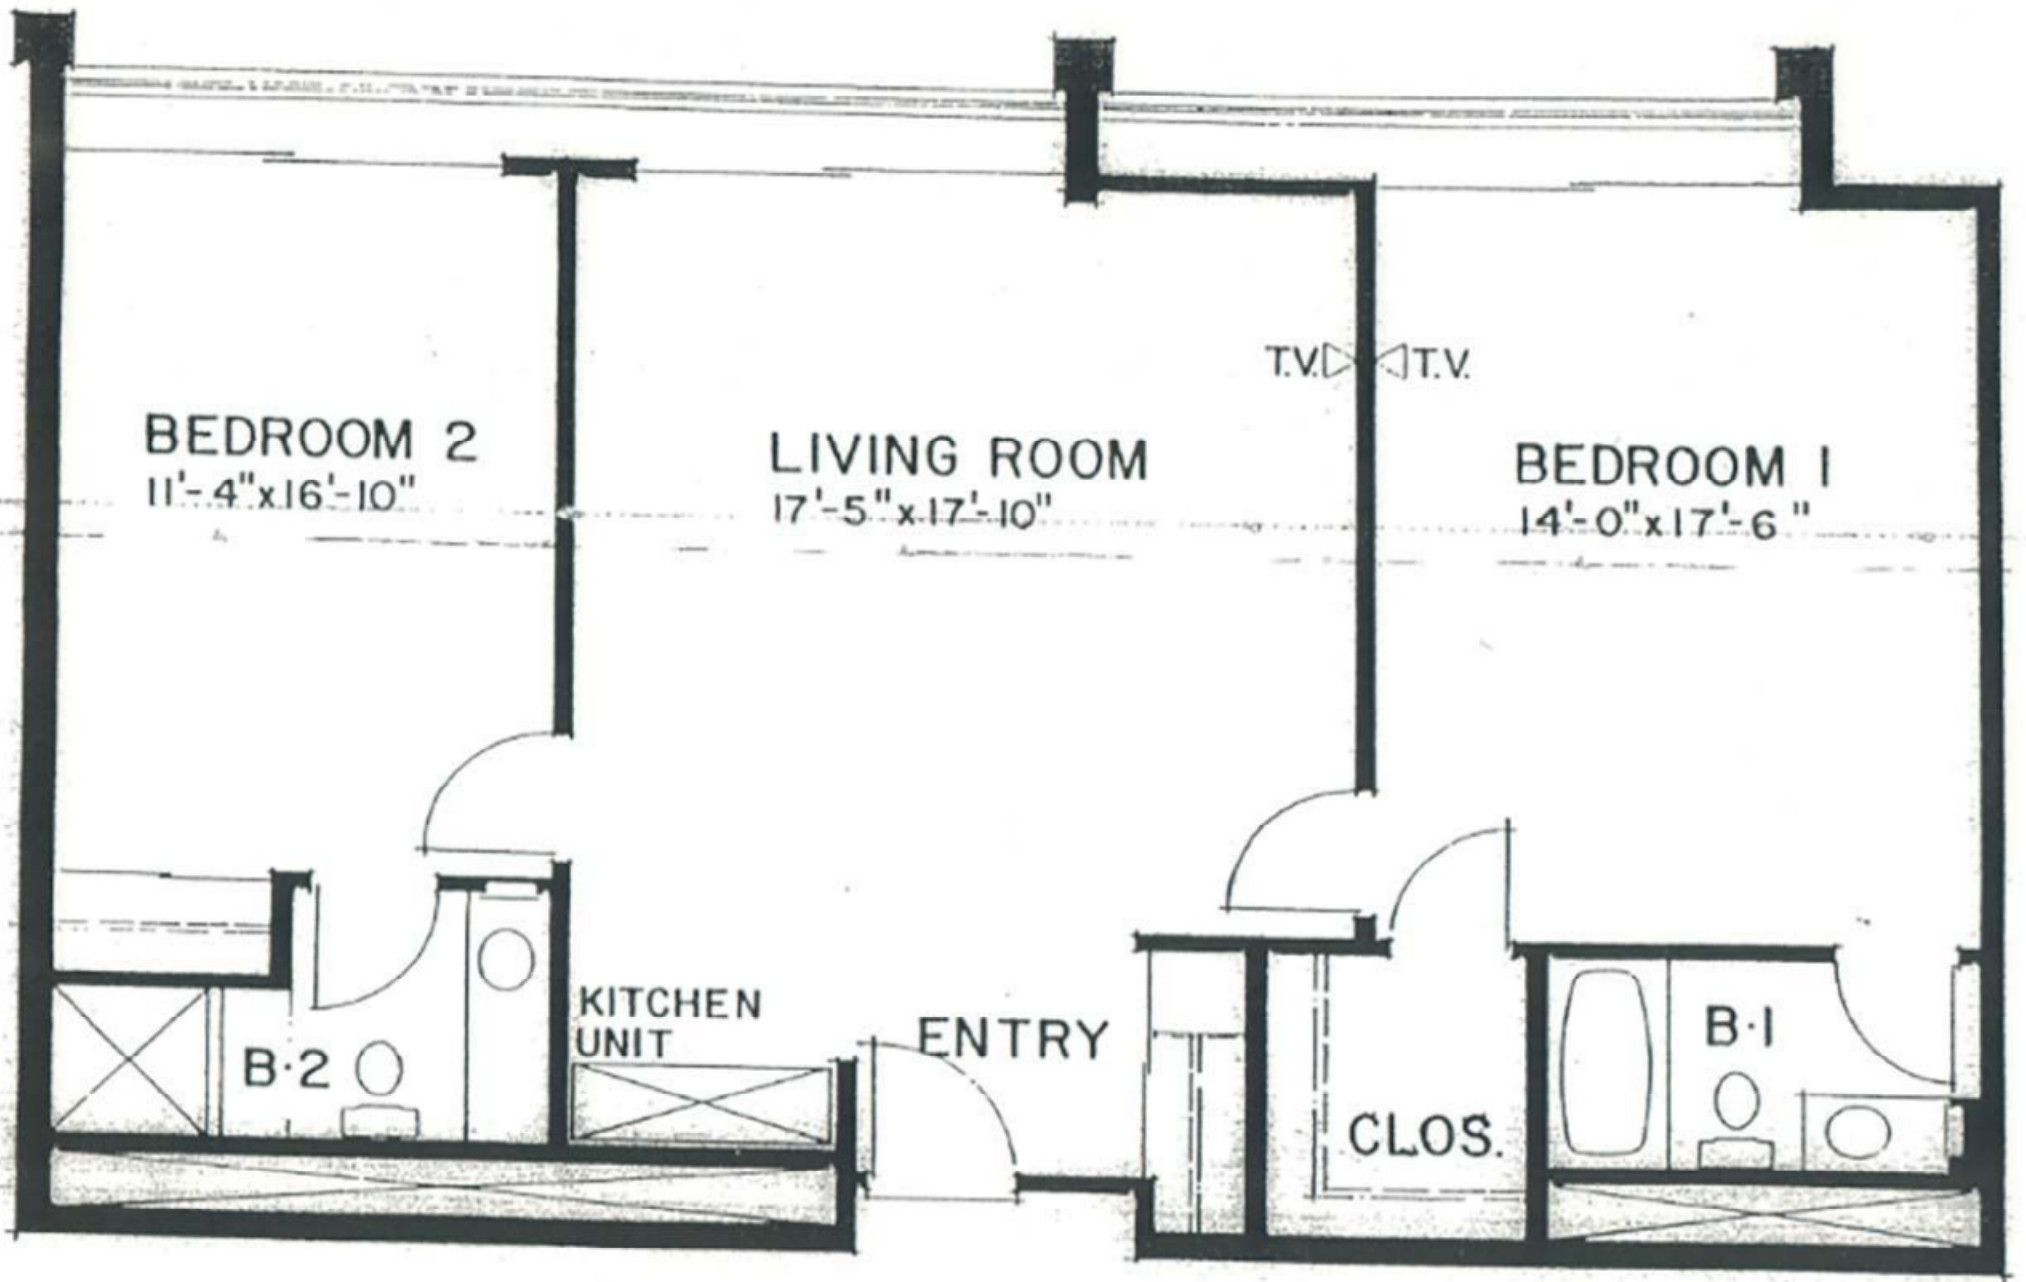 T.V. T.V.
BEDROOM 2
11'-4"x16'-10"
LIVING ROOM
17'-5"x17'-10"
BEDROOM 1
14'-0"x17'-6"
KITCHEN
UNIT
ENTRY
B·2
B·1
CLOS.